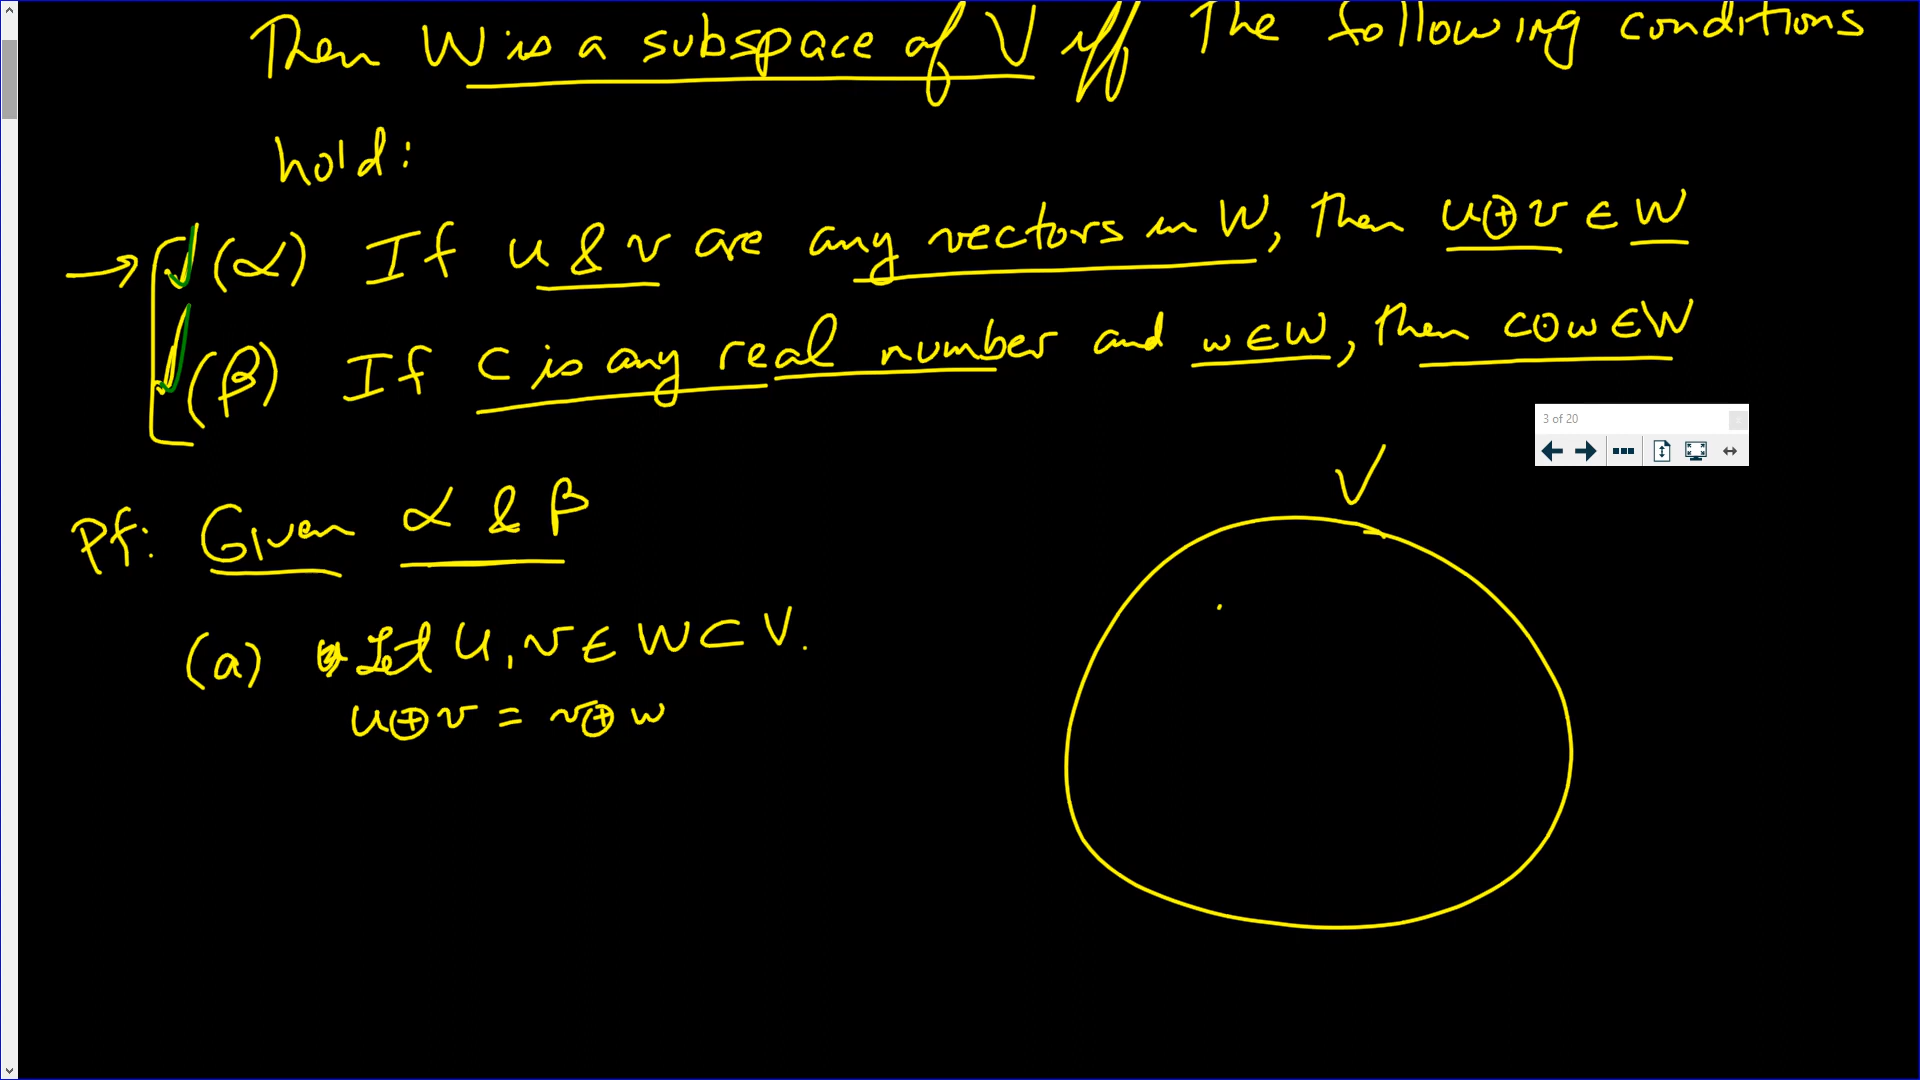 Then W is a subspace of V iff The following conditions
hold:
(α) If u & v are any vectors in W, then u⊕v ∈ W
(β) If c is any real number and w∈W, then c⊙w∈W
3 of 20
V
Pf: Given α & β
(a) Let u, v ∈ W ⊂ V.
u⊕v = v⊕w